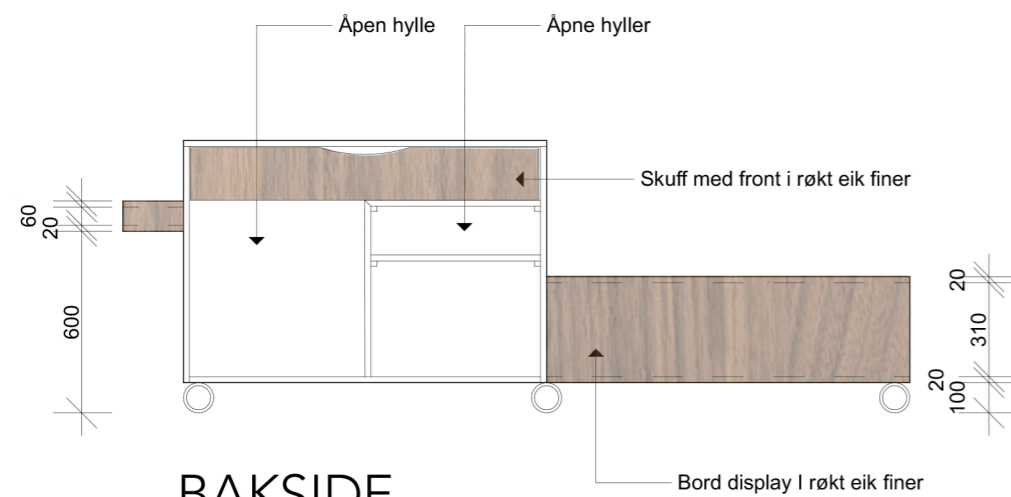 Åpen hylle
Åpne hyller
Skuff med front i røkt eik finer
60
20
600
20
310
20
100
Bord display I røkt eik finer
BAKSIDE